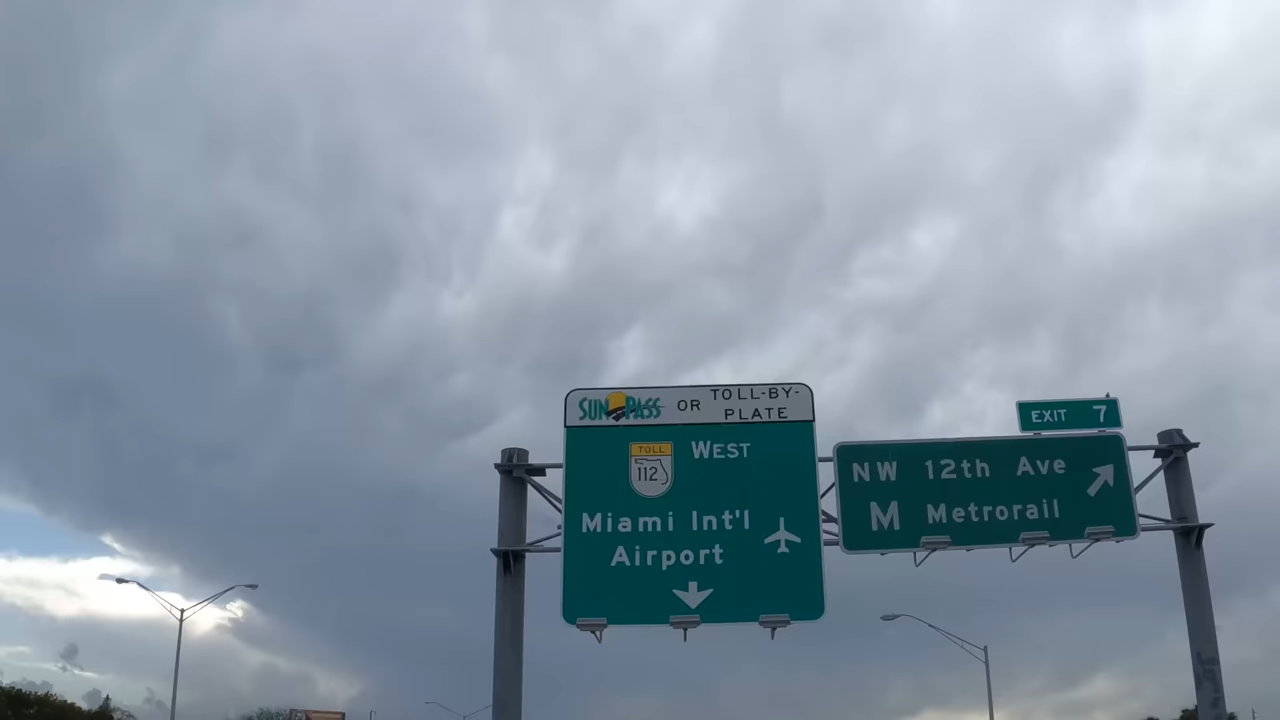 SUNPASS OR TOLL-BY-
PLATE
TOLL
112
WEST
Miami Int'l
Airport
EXIT 7
NW 12th Ave
M Metrorail